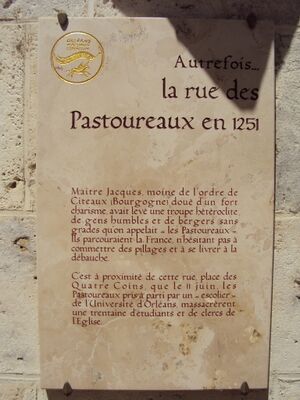 Autrefois...
la rue des
Pastoureaux en 1251
Maître Jacques, moine de l'ordre de
Citeaux (Bourgogne) doué d'un fort
charisme, avait levé une troupe hétéroclite
de gens humbles et de bergers sans
grades qu'on appelait - les Pastoureaux -
Ils parcouraient la France, n'hésitant pas à
commettre des pillages et à se livrer à la
débauche.
C'est à proximité de cette rue, place des
Quatre Coins, que le 11 juin, les
Pastoureaux pris à parti par un - escolier -
de l'Université d'Orléans, massacrèrent
une trentaine d'étudiants et de clercs de
l'Eglise.